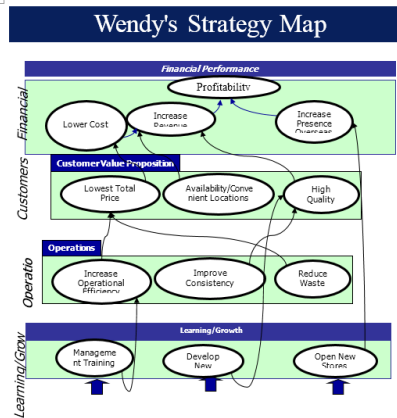 Wendy's Strategy Map
Financial Performance
Financial
Profitability
Lower Cost
Increase
Revenue
Increase
Presence
Overseas
Customers
Customer Value Proposition
Lowest Total
Price
Availability/Conve
nient Locations
High
Quality
Operatio
Operations
Increase
Operational
Efficiency
Improve
Consistency
Reduce
Waste
Learning/Grow
Learning/Growth
Manageme
nt Training
Develop
New
Open New
Stores